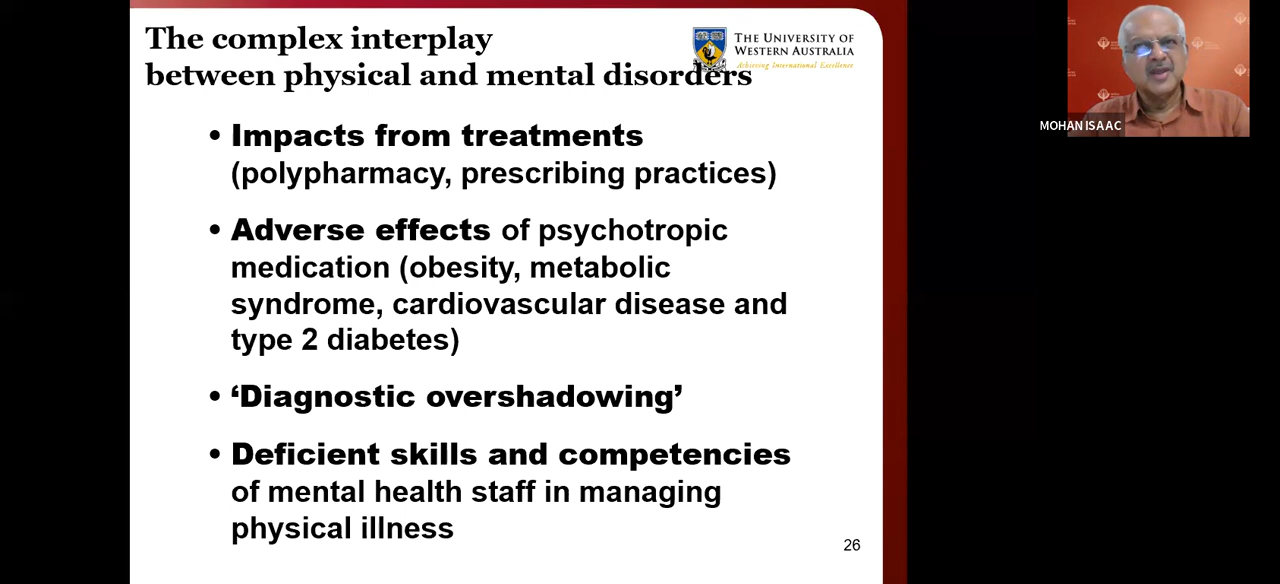 The complex interplay
between physical and mental disorders
THE UNIVERSITY OF
WESTERN AUSTRALIA
Achieving International Excellence
• Impacts from treatments
(polypharmacy, prescribing practices)
• Adverse effects of psychotropic
medication (obesity, metabolic
syndrome, cardiovascular disease and
type 2 diabetes)
• ‘Diagnostic overshadowing’
• Deficient skills and competencies
of mental health staff in managing
physical illness
26
MOHAN ISAAC